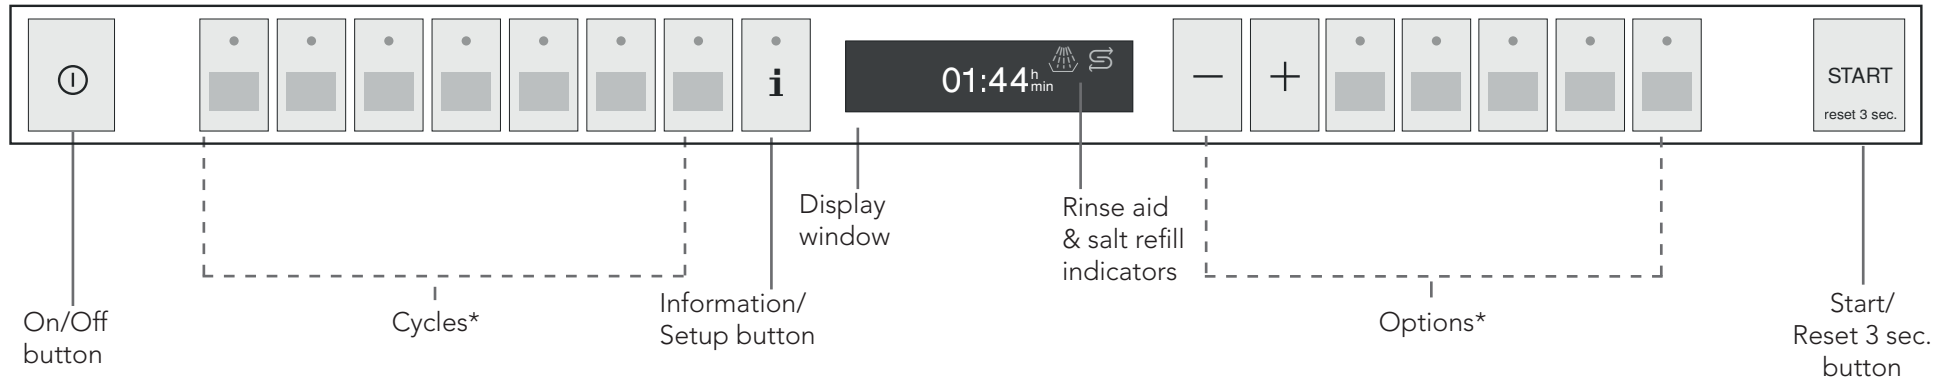 i
01:44 h min
− +
START
reset 3 sec.
Display
window
Rinse aid
& salt refill
indicators
On/Off
button
Cycles*
Information/
Setup button
Options*
Start/
Reset 3 sec.
button